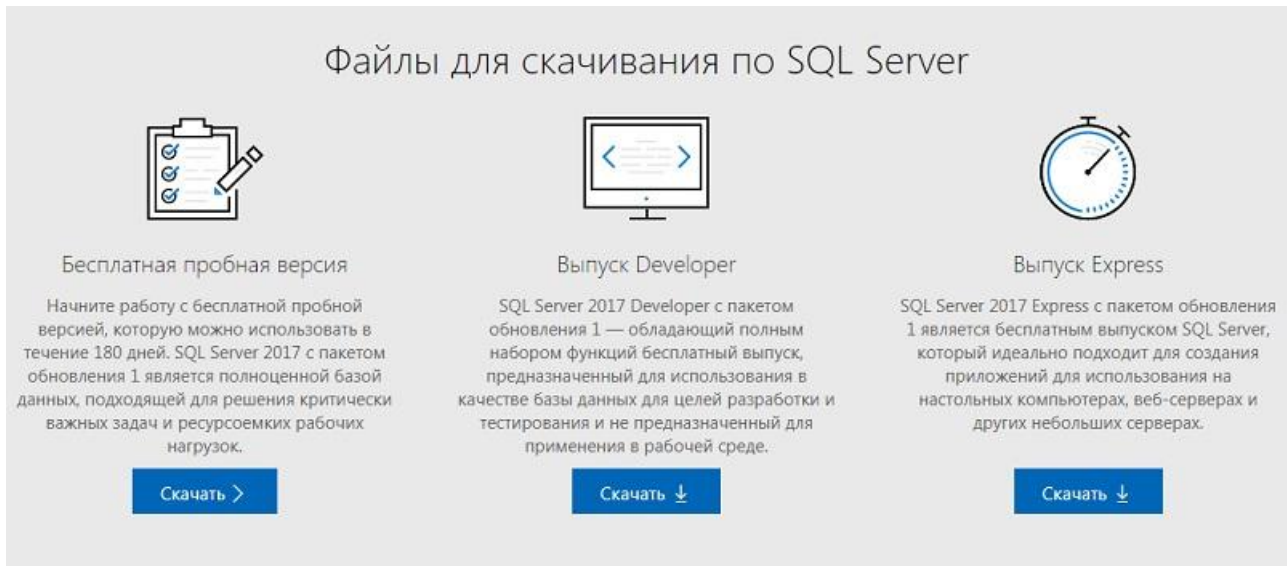 Файлы для скачивания по SQL Server
Бесплатная пробная версия
Начните работу с бесплатной пробной
версией, которую можно использовать в
течение 180 дней. SQL Server 2017 с пакетом
обновления 1 является полноценной базой
данных, подходящей для решения критически
важных задач и ресурсоемких рабочих
нагрузок.
Скачать
Выпуск Developer
SQL Server 2017 Developer с пакетом
обновления 1 — обладающий полным
набором функций бесплатный выпуск,
предназначенный для использования в
качестве базы данных для целей разработки и
тестирования и не предназначенный для
применения в рабочей среде.
Скачать
Выпуск Express
SQL Server 2017 Express с пакетом обновления
1 является бесплатным выпуском SQL Server,
который идеально подходит для создания
приложений для использования на
настольных компьютерах, веб-серверах и
других небольших серверах.
Скачать